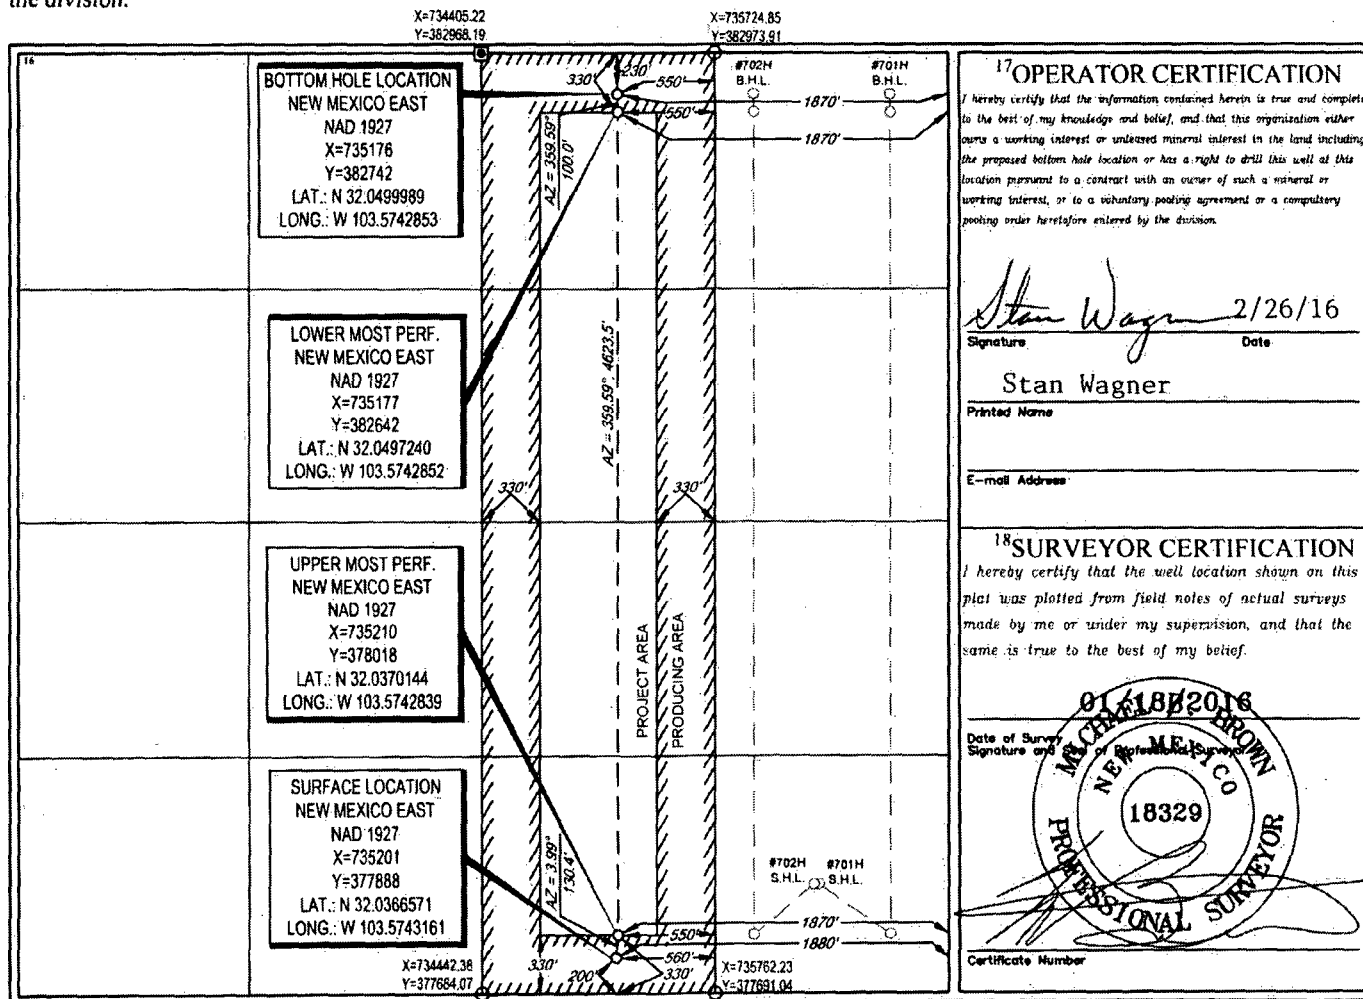 the division.
X=734405.22
Y=382968.19
X=735724.85
Y=382973.91
16
BOTTOM HOLE LOCATION
NEW MEXICO EAST
NAD 1927
X=735176
Y=382742
LAT.: N 32.0499989
LONG.: W 103.5742853
330'
230'
550'
550'
#702H
B.H.L.
#701H
B.H.L.
1870'
1870'
AZ = 359.59°
100.0'
LOWER MOST PERF.
NEW MEXICO EAST
NAD 1927
X=735177
Y=382642
LAT.: N 32.0497240
LONG.: W 103.5742852
AZ = 359.59°, 4623.5'
330'
330'
UPPER MOST PERF.
NEW MEXICO EAST
NAD 1927
X=735210
Y=378018
LAT.: N 32.0370144
LONG.: W 103.5742839
PROJECT AREA
PRODUCING AREA
SURFACE LOCATION
NEW MEXICO EAST
NAD 1927
X=735201
Y=377888
LAT.: N 32.0366571
LONG.: W 103.5743161
AZ = 3.99°
130.4'
#702H
S.H.L.
#701H
S.H.L.
1870'
550'
1880'
560'
330'
200'
330'
X=734442.38
Y=377684.07
X=735762.23
Y=377691.04
17 OPERATOR CERTIFICATION
I hereby certify that the information contained herein is true and complete
to the best of my knowledge and belief, and that this organization either
owns a working interest or unleased mineral interest in the land including
the proposed bottom hole location or has a right to drill this well at this
location pursuant to a contract with an owner of such a mineral or
working interest, or to a voluntary pooling agreement or a compulsory
pooling order heretofore entered by the division.
Stan Wagner 2/26/16
Signature Date
Stan Wagner
Printed Name
E-mail Address
18 SURVEYOR CERTIFICATION
I hereby certify that the well location shown on this
plat was plotted from field notes of actual surveys
made by me or under my supervision, and that the
same is true to the best of my belief.
01/18/2016
Date of Survey
Signature and Seal of Professional Surveyor
MICHAEL BROWN
NEW MEXICO
18329
PROFESSIONAL SURVEYOR
Certificate Number